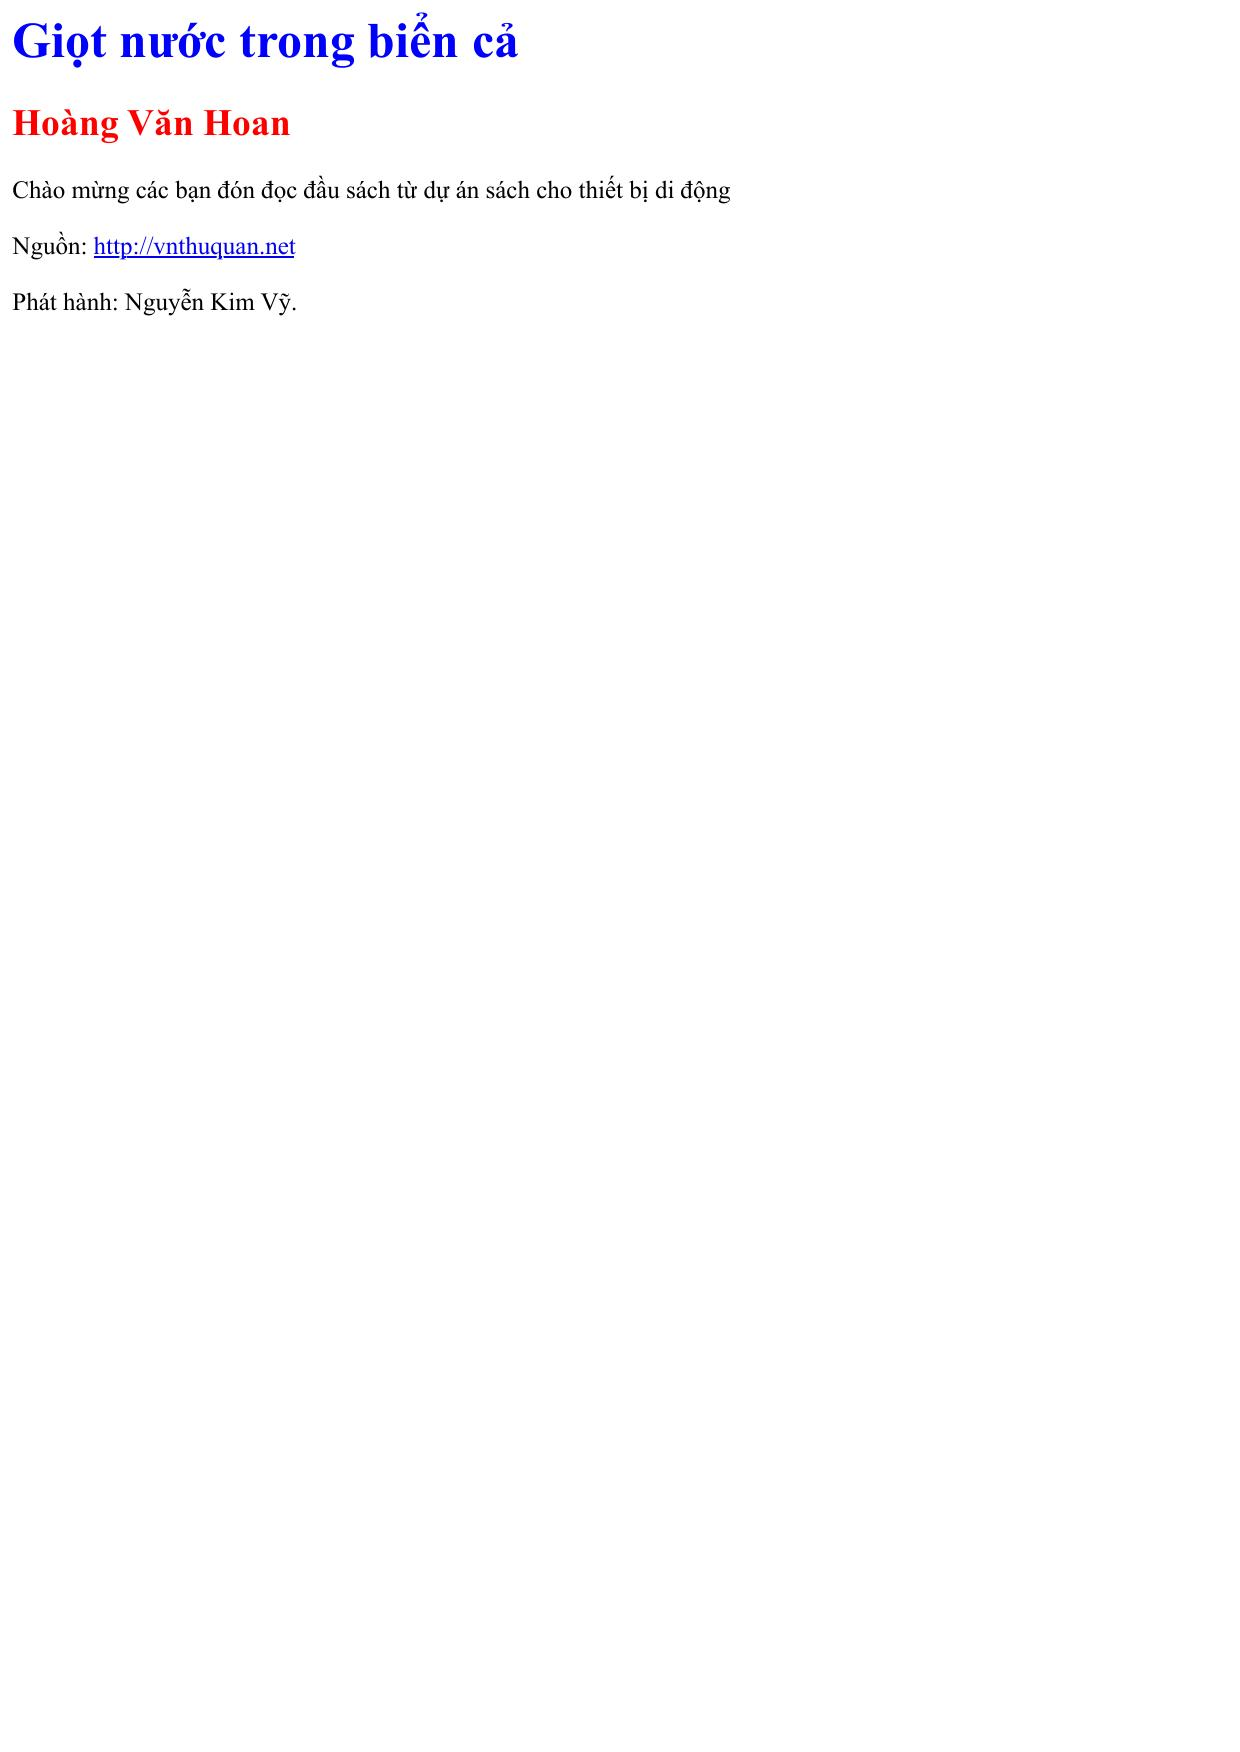 Giọt nước trong biển cả
Hoàng Văn Hoan
Chào mừng các bạn đón đọc đầu sách từ dự án sách cho thiết bị di động
Nguồn: http://vnthuquan.net
Phát hành: Nguyễn Kim Vỹ.